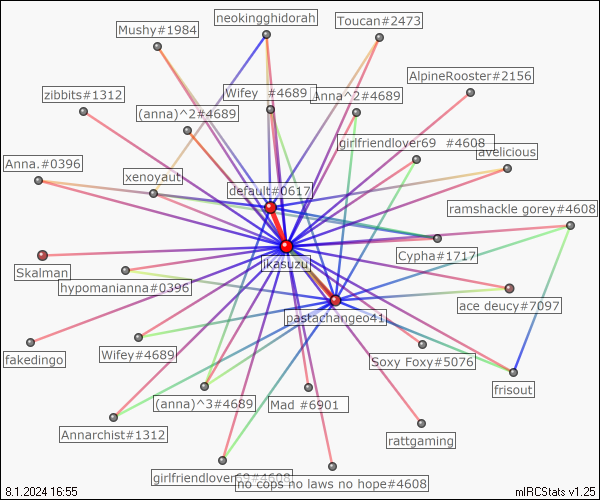 neokingghidorah
Toucan#2473
Mushy#1984
AlpineRooster#2156
zibbits#1312
Wifey #4689
Anna^2#4689
(anna)^2#4689
girlfriendlover69 #4608
avelicious
Anna.#0396
xenoyaut
default#0617
ramshackle gorey#4608
Cypha#1717
ikasuzu
Skalman
hypomanianna#0396
ace deucy#7097
pastachangeo41
fakedingo
Wifey#4689
Soxy Foxy#5076
frisout
(anna)^3#4689
Mad #6901
Annarchist#1312
rattgaming
girlfriendlover69#4608
no cops no laws no hope#4608
8.1.2024 16:55
mIRCStats v1.25